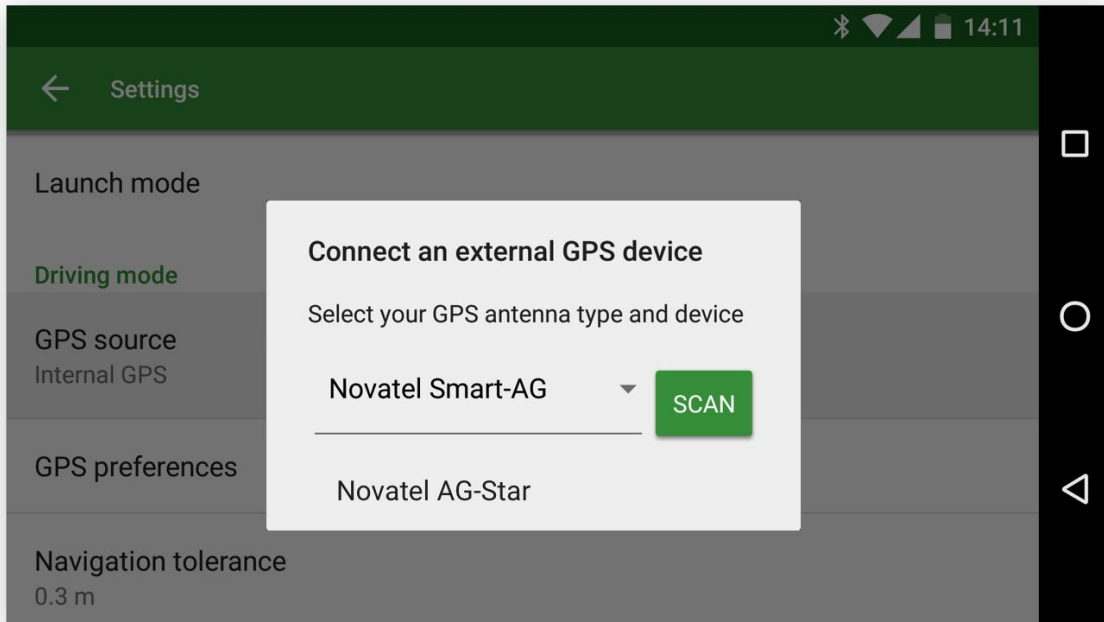 14:11
Settings
Launch mode
Driving mode
GPS source
Internal GPS
GPS preferences
Navigation tolerance
0.3 m
Connect an external GPS device
Select your GPS antenna type and device
Novatel Smart-AG
SCAN
Novatel AG-Star